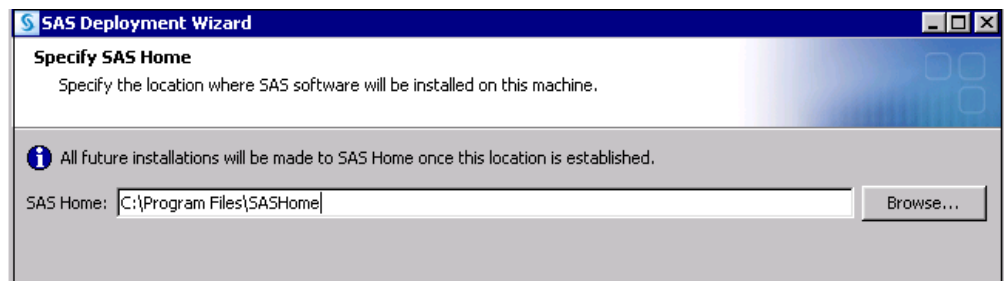 SAS Deployment Wizard
Specify SAS Home
Specify the location where SAS software will be installed on this machine.
All future installations will be made to SAS Home once this location is established.
SAS Home: C:\Program Files\SASHome Browse...